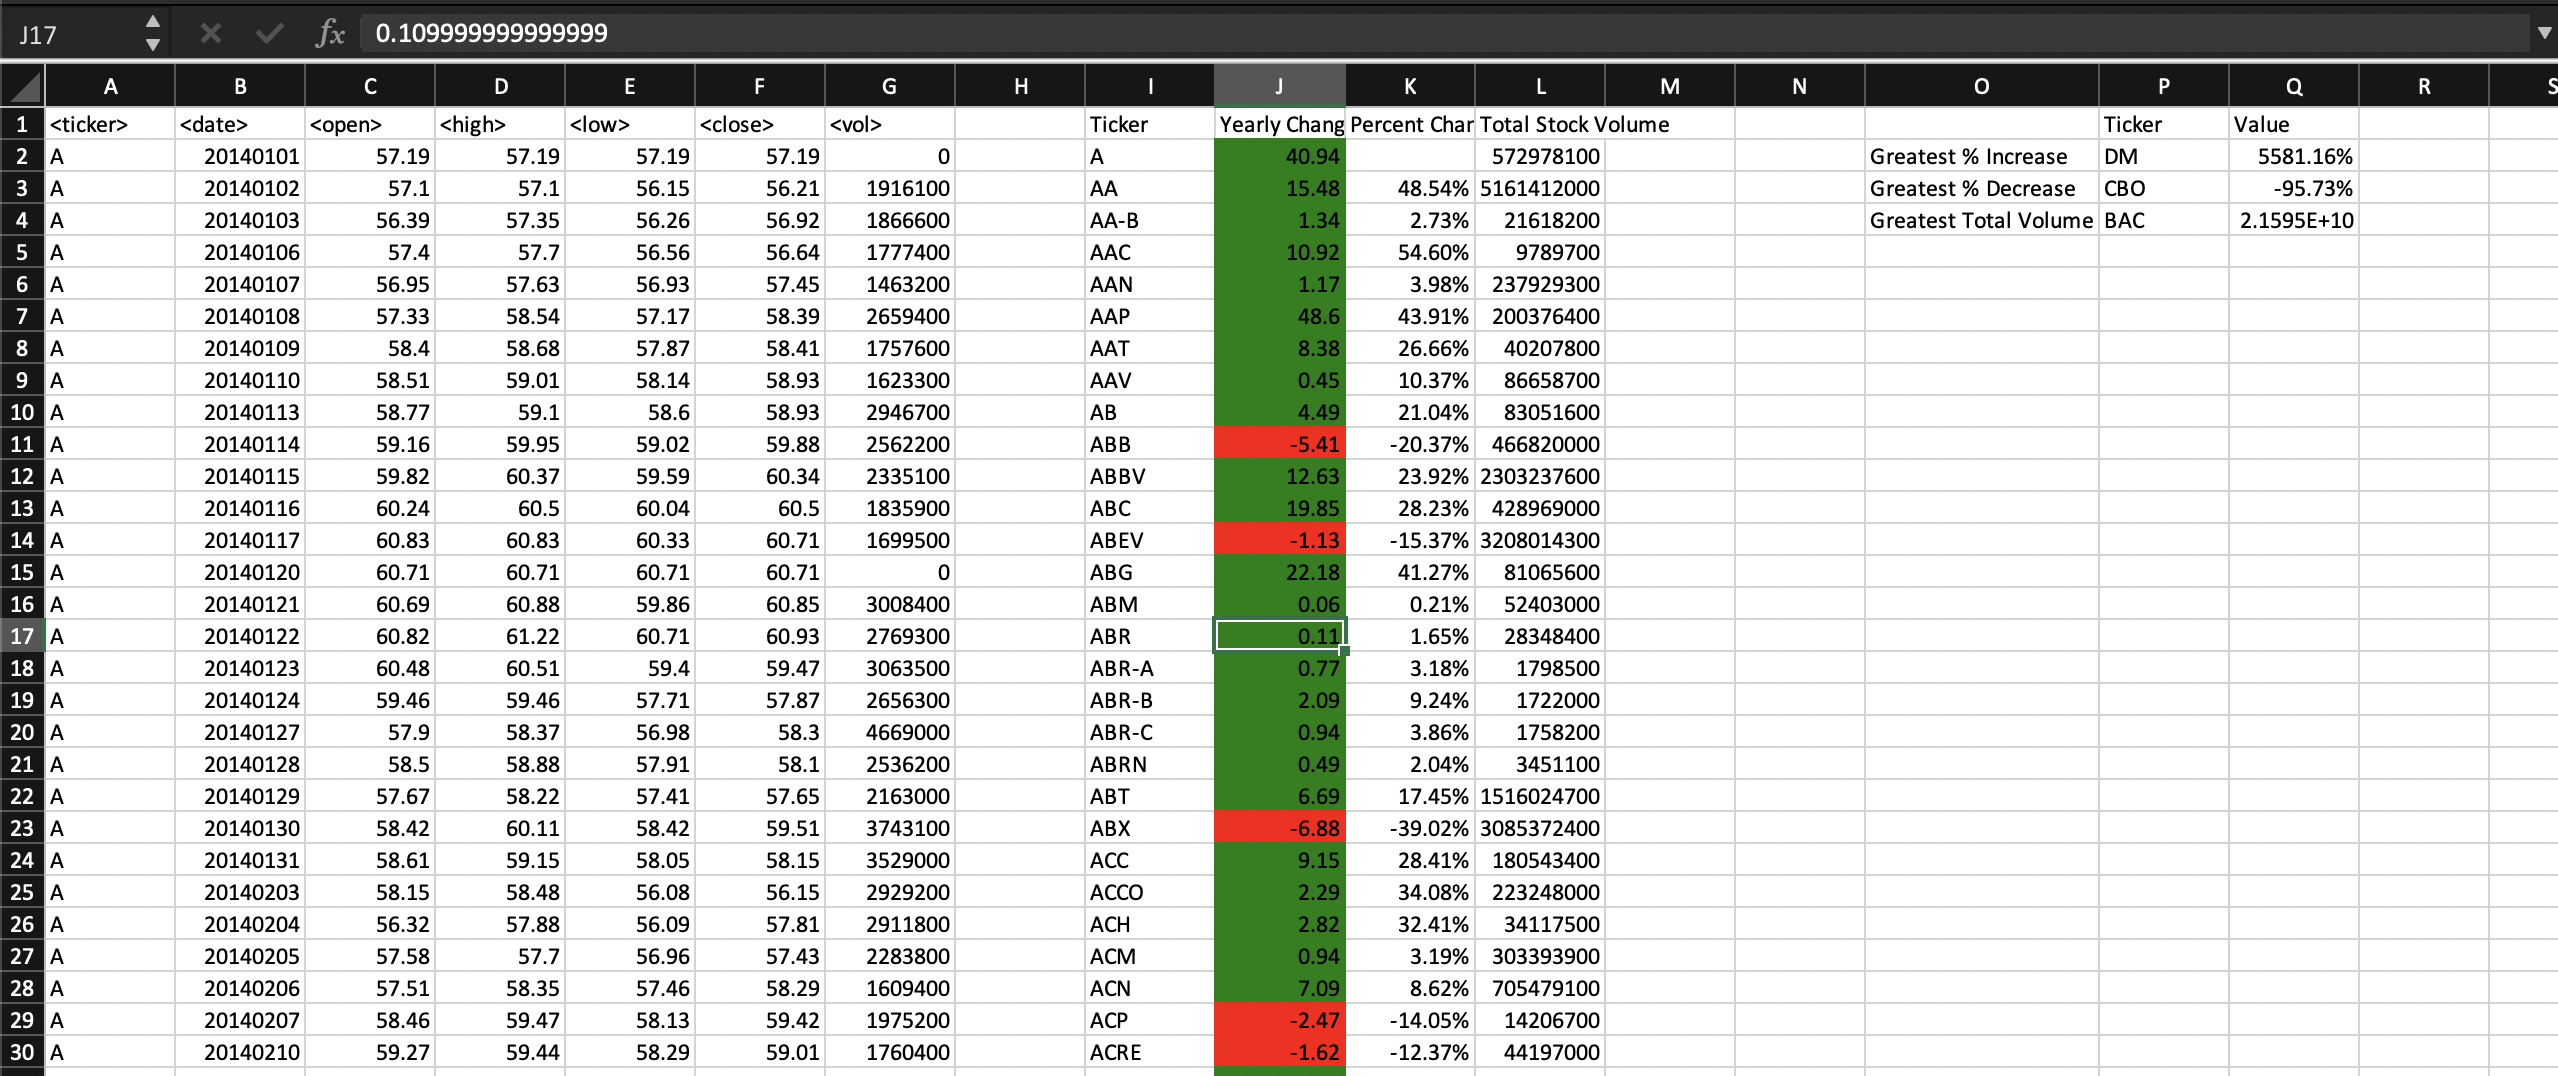 J17 fx 0.109999999999999
A B C D E F G H I J K L M N O P Q R S
1 <ticker> <date> <open> <high> <low> <close> <vol> Ticker Yearly Chang Percent Char Total Stock Volume Ticker Value
2 A 20140101 57.19 57.19 57.19 57.19 0 A 40.94 572978100 Greatest % Increase DM 5581.16%
3 A 20140102 57.1 57.1 56.15 56.21 1916100 AA 15.48 48.54% 5161412000 Greatest % Decrease CBO -95.73%
4 A 20140103 56.39 57.35 56.26 56.92 1866600 AA-B 1.34 2.73% 21618200 Greatest Total Volume BAC 2.1595E+10
5 A 20140106 57.4 57.7 56.56 56.64 1777400 AAC 10.92 54.60% 9789700
6 A 20140107 56.95 57.63 56.93 57.45 1463200 AAN 1.17 3.98% 237929300
7 A 20140108 57.33 58.54 57.17 58.39 2659400 AAP 48.6 43.91% 200376400
8 A 20140109 58.4 58.68 57.87 58.41 1757600 AAT 8.38 26.66% 40207800
9 A 20140110 58.51 59.01 58.14 58.93 1623300 AAV 0.45 10.37% 86658700
10 A 20140113 58.77 59.1 58.6 58.93 2946700 AB 4.49 21.04% 83051600
11 A 20140114 59.16 59.95 59.02 59.88 2562200 ABB -5.41 -20.37% 466820000
12 A 20140115 59.82 60.37 59.59 60.34 2335100 ABBV 12.63 23.92% 2303237600
13 A 20140116 60.24 60.5 60.04 60.5 1835900 ABC 19.85 28.23% 428969000
14 A 20140117 60.83 60.83 60.33 60.71 1699500 ABEV -1.13 -15.37% 3208014300
15 A 20140120 60.71 60.71 60.71 60.71 0 ABG 22.18 41.27% 81065600
16 A 20140121 60.69 60.88 59.86 60.85 3008400 ABM 0.06 0.21% 52403000
17 A 20140122 60.82 61.22 60.71 60.93 2769300 ABR 0.11 1.65% 28348400
18 A 20140123 60.48 60.51 59.4 59.47 3063500 ABR-A 0.77 3.18% 1798500
19 A 20140124 59.46 59.46 57.71 57.87 2656300 ABR-B 2.09 9.24% 1722000
20 A 20140127 57.9 58.37 56.98 58.3 4669000 ABR-C 0.94 3.86% 1758200
21 A 20140128 58.5 58.88 57.91 58.1 2536200 ABRN 0.49 2.04% 3451100
22 A 20140129 57.67 58.22 57.41 57.65 2163000 ABT 6.69 17.45% 1516024700
23 A 20140130 58.42 60.11 58.42 59.51 3743100 ABX -6.88 -39.02% 3085372400
24 A 20140131 58.61 59.15 58.05 58.15 3529000 ACC 9.15 28.41% 180543400
25 A 20140203 58.15 58.48 56.08 56.15 2929200 ACCO 2.29 34.08% 223248000
26 A 20140204 56.32 57.88 56.09 57.81 2911800 ACH 2.82 32.41% 34117500
27 A 20140205 57.58 57.7 56.96 57.43 2283800 ACM 0.94 3.19% 303393900
28 A 20140206 57.51 58.35 57.46 58.29 1609400 ACN 7.09 8.62% 705479100
29 A 20140207 58.46 59.47 58.13 59.42 1975200 ACP -2.47 -14.05% 14206700
30 A 20140210 59.27 59.44 58.29 59.01 1760400 ACRE -1.62 -12.37% 44197000